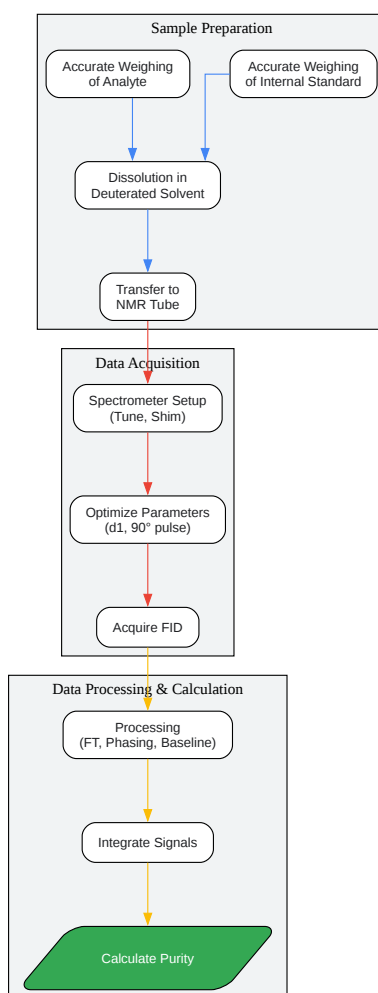 Sample Preparation
Accurate Weighing
of Analyte
Accurate Weighing
of Internal Standard
Dissolution in
Deuterated Solvent
Transfer to
NMR Tube
Data Acquisition
Spectrometer Setup
(Tune, Shim)
Optimize Parameters
(d1, 90° pulse)
Acquire FID
Data Processing & Calculation
Processing
(FT, Phasing, Baseline)
Integrate Signals
Calculate Purity